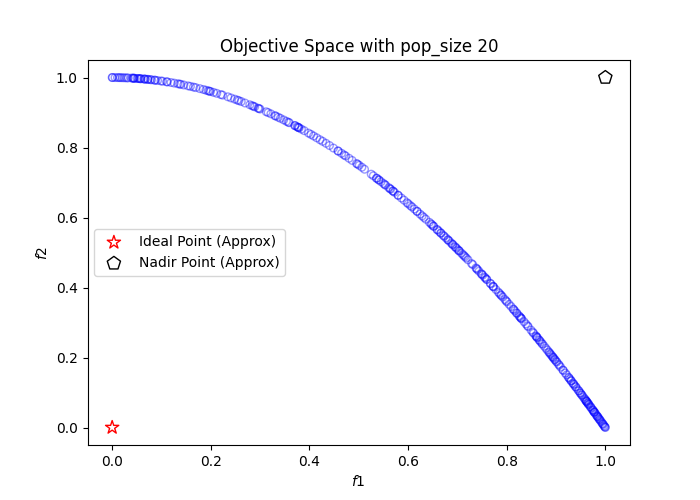 Objective Space with pop_size 20
1.0
0.8
0.6
0.4
0.2
0.0
f2
Ideal Point (Approx)
Nadir Point (Approx)
0.0 0.2 0.4 0.6 0.8 1.0
f1